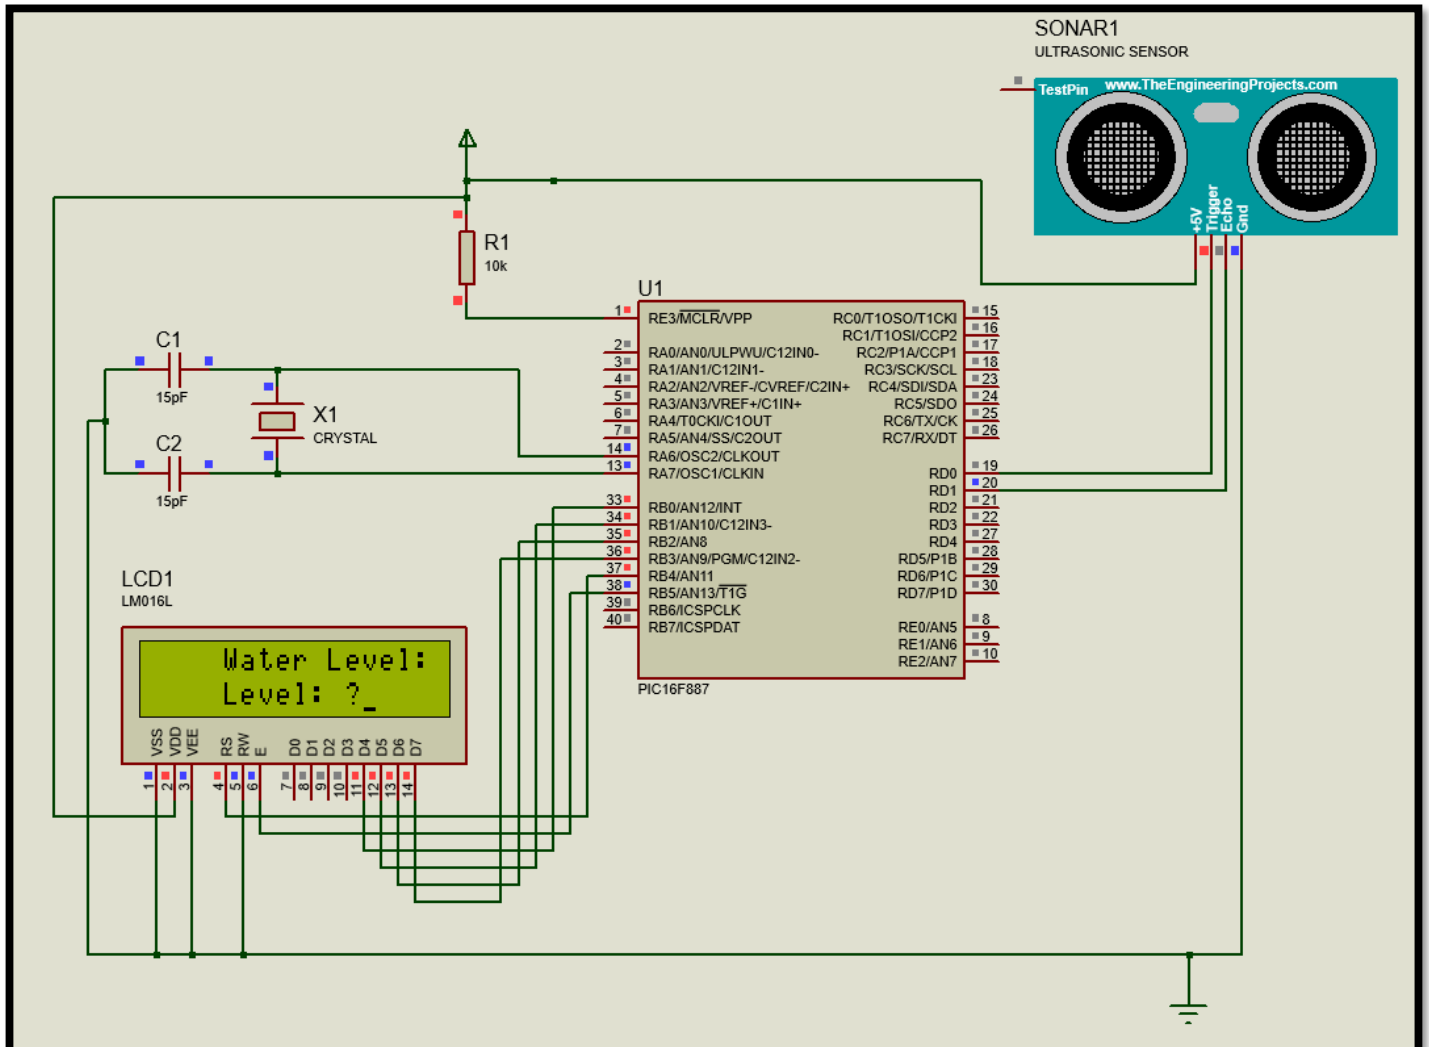 SONAR1
ULTRASONIC SENSOR
TestPin
www.TheEngineeringProjects.com
+5V
Trigger
Echo
Gnd
R1
10k
U1
1 RE3/MCLR/VPP
2 RA0/AN0/ULPWU/C12IN0-
3 RA1/AN1/C12IN1-
4 RA2/AN2/VREF-/CVREF/C2IN+
5 RA3/AN3/VREF+/C1IN+
6 RA4/T0CKI/C1OUT
7 RA5/AN4/SS/C2OUT
14 RA6/OSC2/CLKOUT
13 RA7/OSC1/CLKIN
33 RB0/AN12/INT
34 RB1/AN10/C12IN3-
35 RB2/AN8
36 RB3/AN9/PGM/C12IN2-
37 RB4/AN11
38 RB5/AN13/T1G
39 RB6/ICSPCLK
40 RB7/ICSPDAT
RC0/T1OSO/T1CKI 15
RC1/T1OSI/CCP2 16
RC2/P1A/CCP1 17
RC3/SCK/SCL 18
RC4/SDI/SDA 23
RC5/SDO 24
RC6/TX/CK 25
RC7/RX/DT 26
RD0 19
RD1 20
RD2 21
RD3 22
RD4 27
RD5/P1B 28
RD6/P1C 29
RD7/P1D 30
RE0/AN5 8
RE1/AN6 9
RE2/AN7 10
PIC16F887
C1
15pF
X1
CRYSTAL
C2
15pF
LCD1
LM016L
Water Level:
Level: ?_
VSS VDD VEE RS RW E D0 D1 D2 D3 D4 D5 D6 D7
1 2 3 4 5 6 7 8 9 10 11 12 13 14